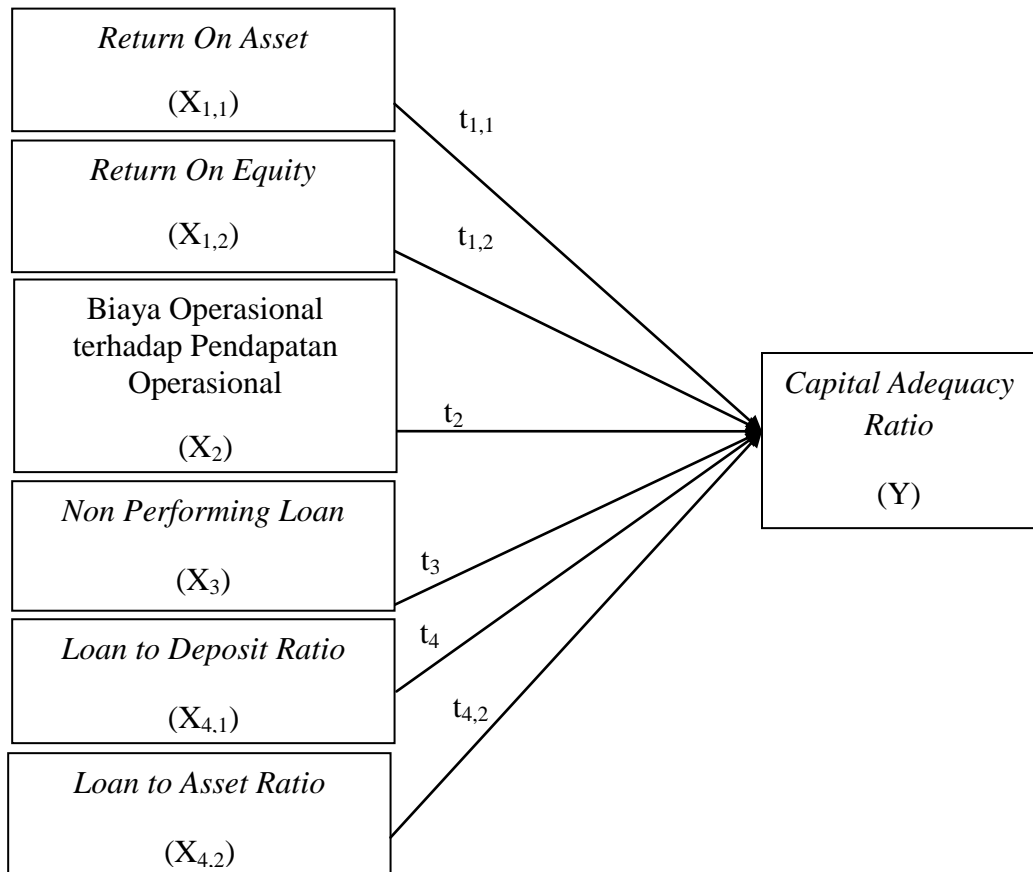 Return On Asset
(X1,1)
t1,1
Return On Equity
(X1,2)
t1,2
Biaya Operasional
terhadap Pendapatan
Operasional
(X2)
t2
Capital Adequacy
Ratio
(Y)
Non Performing Loan
(X3)
t3
Loan to Deposit Ratio
(X4,1)
t4
Loan to Asset Ratio
(X4,2)
t4,2